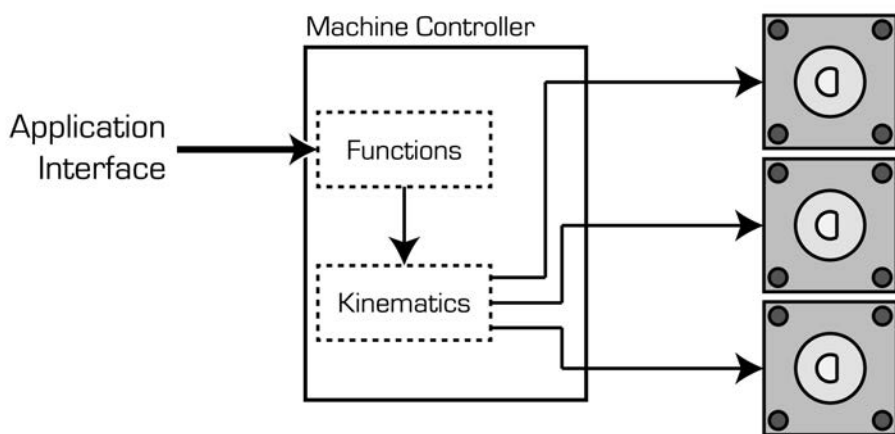 Machine Controller
Application
Interface
Functions
Kinematics